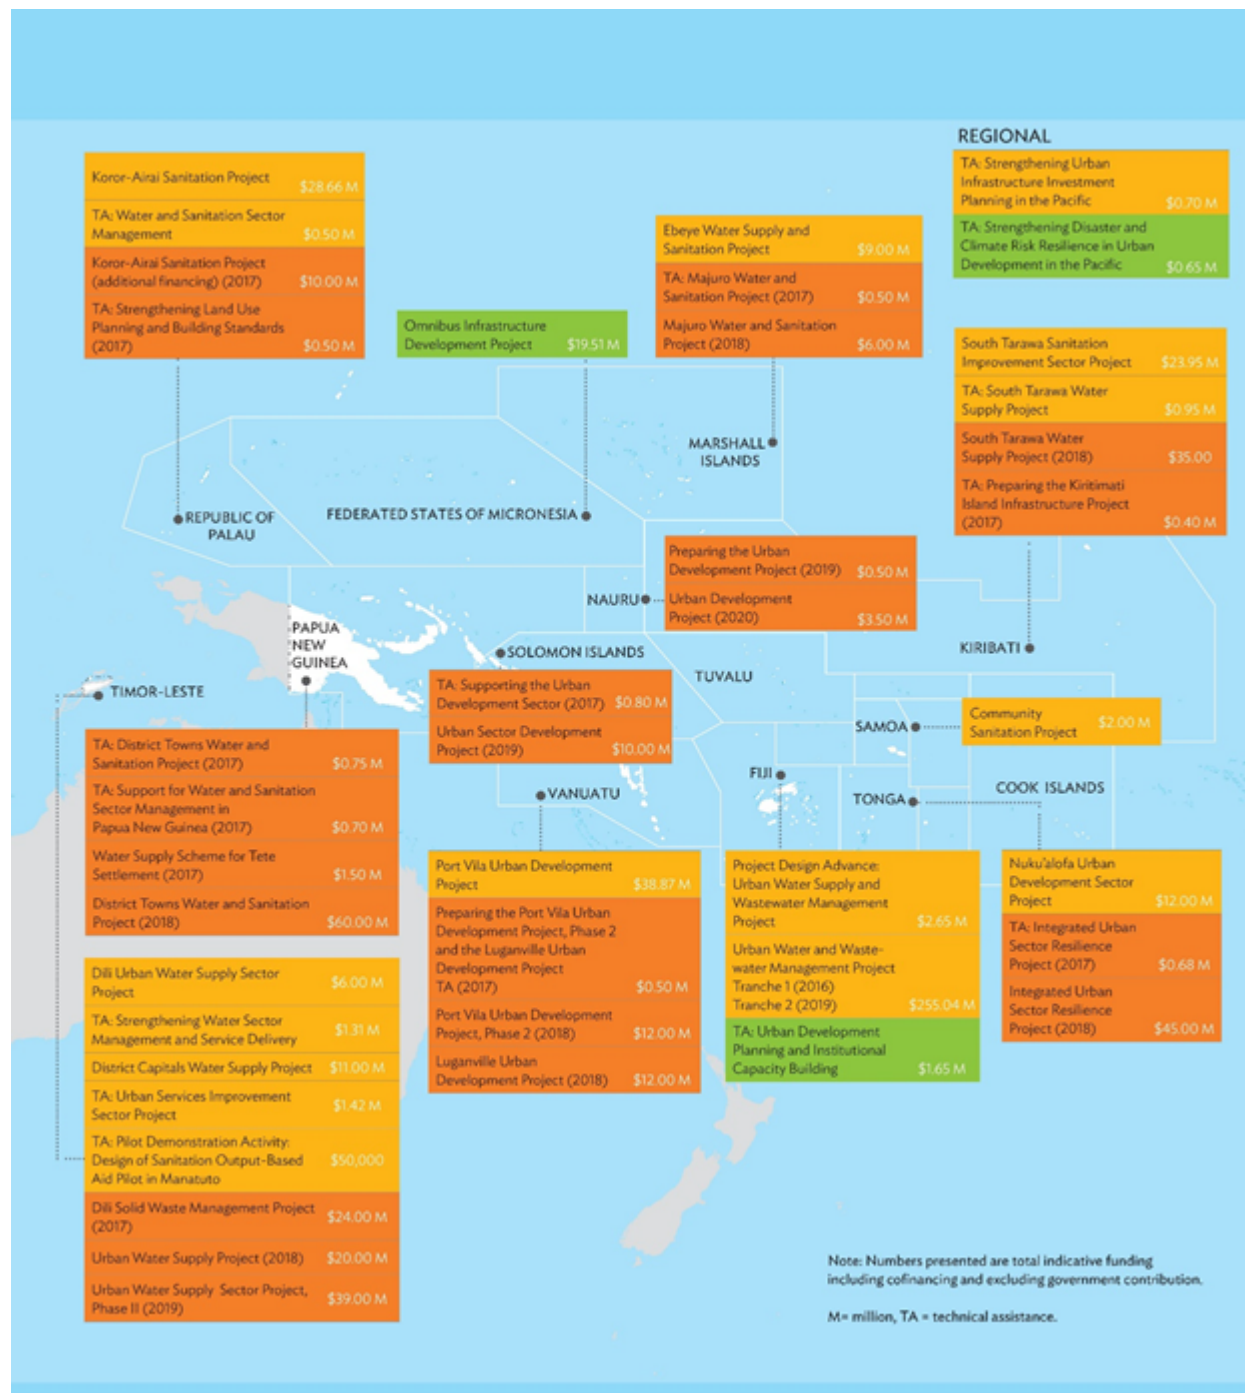 REGIONAL
Koror-Airai Sanitation Project $28.66 M
TA: Water and Sanitation Sector
Management $0.50 M
Koror-Airai Sanitation Project
(additional financing) (2017) $10.00 M
TA: Strengthening Land Use
Planning and Building Standards
(2017) $0.50 M
Omnibus Infrastructure
Development Project $19.51 M
Ebeye Water Supply and
Sanitation Project $9.00 M
TA: Majuro Water and
Sanitation Project (2017) $0.50 M
Majuro Water and Sanitation
Project (2018) $6.00 M
TA: Strengthening Urban
Infrastructure Investment
Planning in the Pacific $0.70 M
TA: Strengthening Disaster and
Climate Risk Resilience in Urban
Development in the Pacific $0.65 M
South Tarawa Sanitation
Improvement Sector Project $23.95 M
TA: South Tarawa Water
Supply Project $0.95 M
South Tarawa Water
Supply Project (2018) $35.00
TA: Preparing the Kiritimati
Island Infrastructure Project
(2017) $0.40 M
MARSHALL
ISLANDS
REPUBLIC OF
PALAU
FEDERATED STATES OF MICRONESIA
Preparing the Urban
Development Project (2019) $0.50 M
Urban Development
Project (2020) $3.50 M
NAURU
PAPUA
NEW
GUINEA
SOLOMON ISLANDS
KIRIBATI
TUVALU
TIMOR-LESTE
TA: Supporting the Urban
Development Sector (2017) $0.80 M
Urban Sector Development
Project (2019) $10.00 M
SAMOA
Community
Sanitation Project $2.00 M
TA: District Towns Water and
Sanitation Project (2017) $0.75 M
TA: Support for Water and Sanitation
Sector Management in
Papua New Guinea (2017) $0.70 M
Water Supply Scheme for Tete
Settlement (2017) $1.50 M
District Towns Water and Sanitation
Project (2018) $60.00 M
FIJI
VANUATU
TONGA
COOK ISLANDS
Port Vila Urban Development
Project $38.87 M
Preparing the Port Vila Urban
Development Project, Phase 2
and the Luganville Urban
Development Project
TA (2017) $0.50 M
Port Vila Urban Development
Project, Phase 2 (2018) $12.00 M
Luganville Urban
Development Project (2018) $12.00 M
Project Design Advance:
Urban Water Supply and
Wastewater Management
Project $2.65 M
Urban Water and Waste-
water Management Project
Tranche 1 (2016)
Tranche 2 (2019) $255.04 M
TA: Urban Development
Planning and Institutional
Capacity Building $1.65 M
Nuku'alofa Urban
Development Sector
Project $12.00 M
TA: Integrated Urban
Sector Resilience
Project (2017) $0.68 M
Integrated Urban
Sector Resilience
Project (2018) $45.00 M
Dili Urban Water Supply Sector
Project $6.00 M
TA: Strengthening Water Sector
Management and Service Delivery $1.31 M
District Capitals Water Supply Project $11.00 M
TA: Urban Services Improvement
Sector Project $1.42 M
TA: Pilot Demonstration Activity:
Design of Sanitation Output-Based
Aid Pilot in Manatuto $50,000
Dili Solid Waste Management Project
(2017) $24.00 M
Urban Water Supply Project (2018) $20.00 M
Urban Water Supply Sector Project,
Phase II (2019) $39.00 M
Note: Numbers presented are total indicative funding
including cofinancing and excluding government contribution.
M= million, TA = technical assistance.